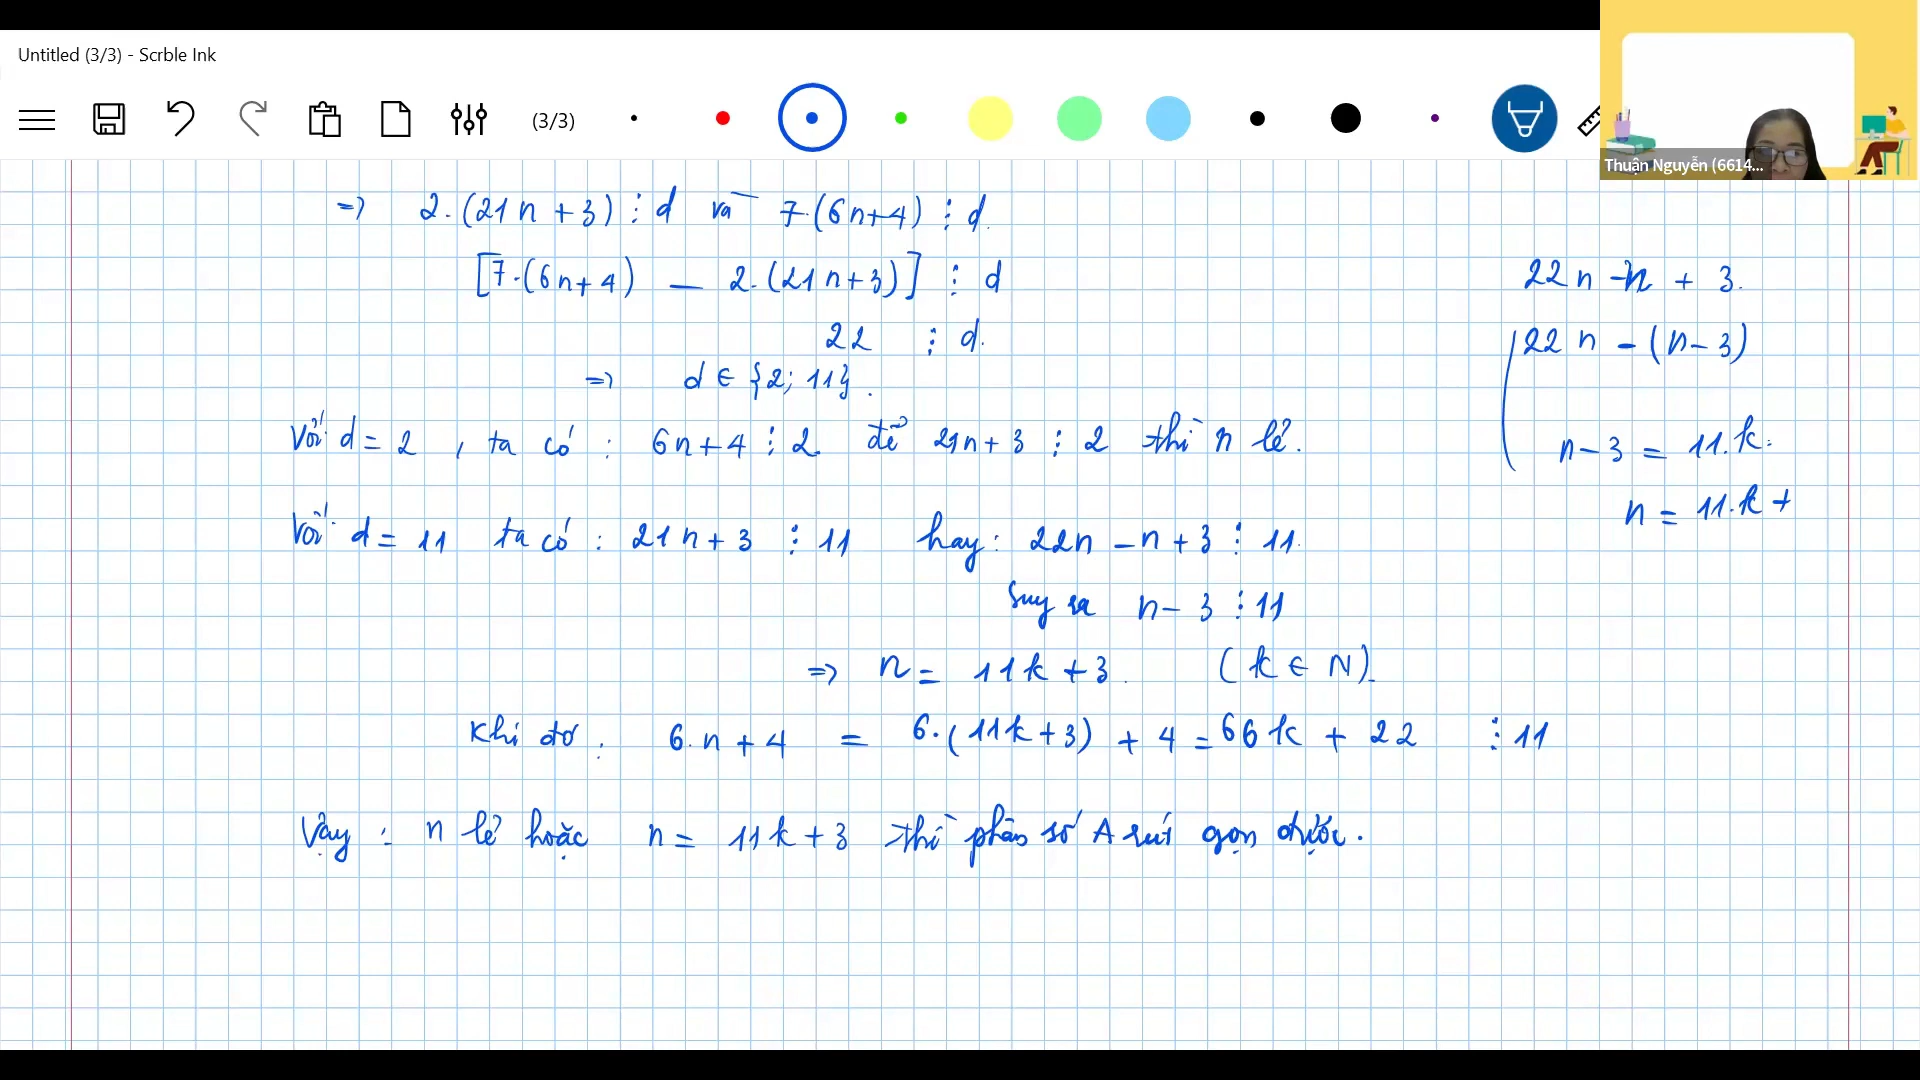 Untitled (3/3) - Scrble Ink
(3/3)
Thuận Nguyễn (6614...
=> 2.(21n + 3) ⋮ d và 7.(6n+4) ⋮ d.
[7.(6n+4) — 2.(21n+3)] ⋮ d
22 ⋮ d.
=> d ∈ {2; 11}.
Với d = 2, ta có: 6n+4 ⋮ 2. để 21n+3 ⋮ 2 thì n lẻ.
Với d = 11 ta có: 21n + 3 ⋮ 11 hay: 22n - n + 3 ⋮ 11.
Suy ra n - 3 ⋮ 11
=> n = 11k + 3. (k ∈ N).
Khi đó: 6.n + 4 = 6.(11k+3) + 4 = 66k + 22 ⋮ 11
Vậy: n lẻ hoặc n = 11k + 3 thì phân số A rút gọn được.
22n - n + 3.
22n - (n - 3)
n - 3 = 11.k.
n = 11.k +